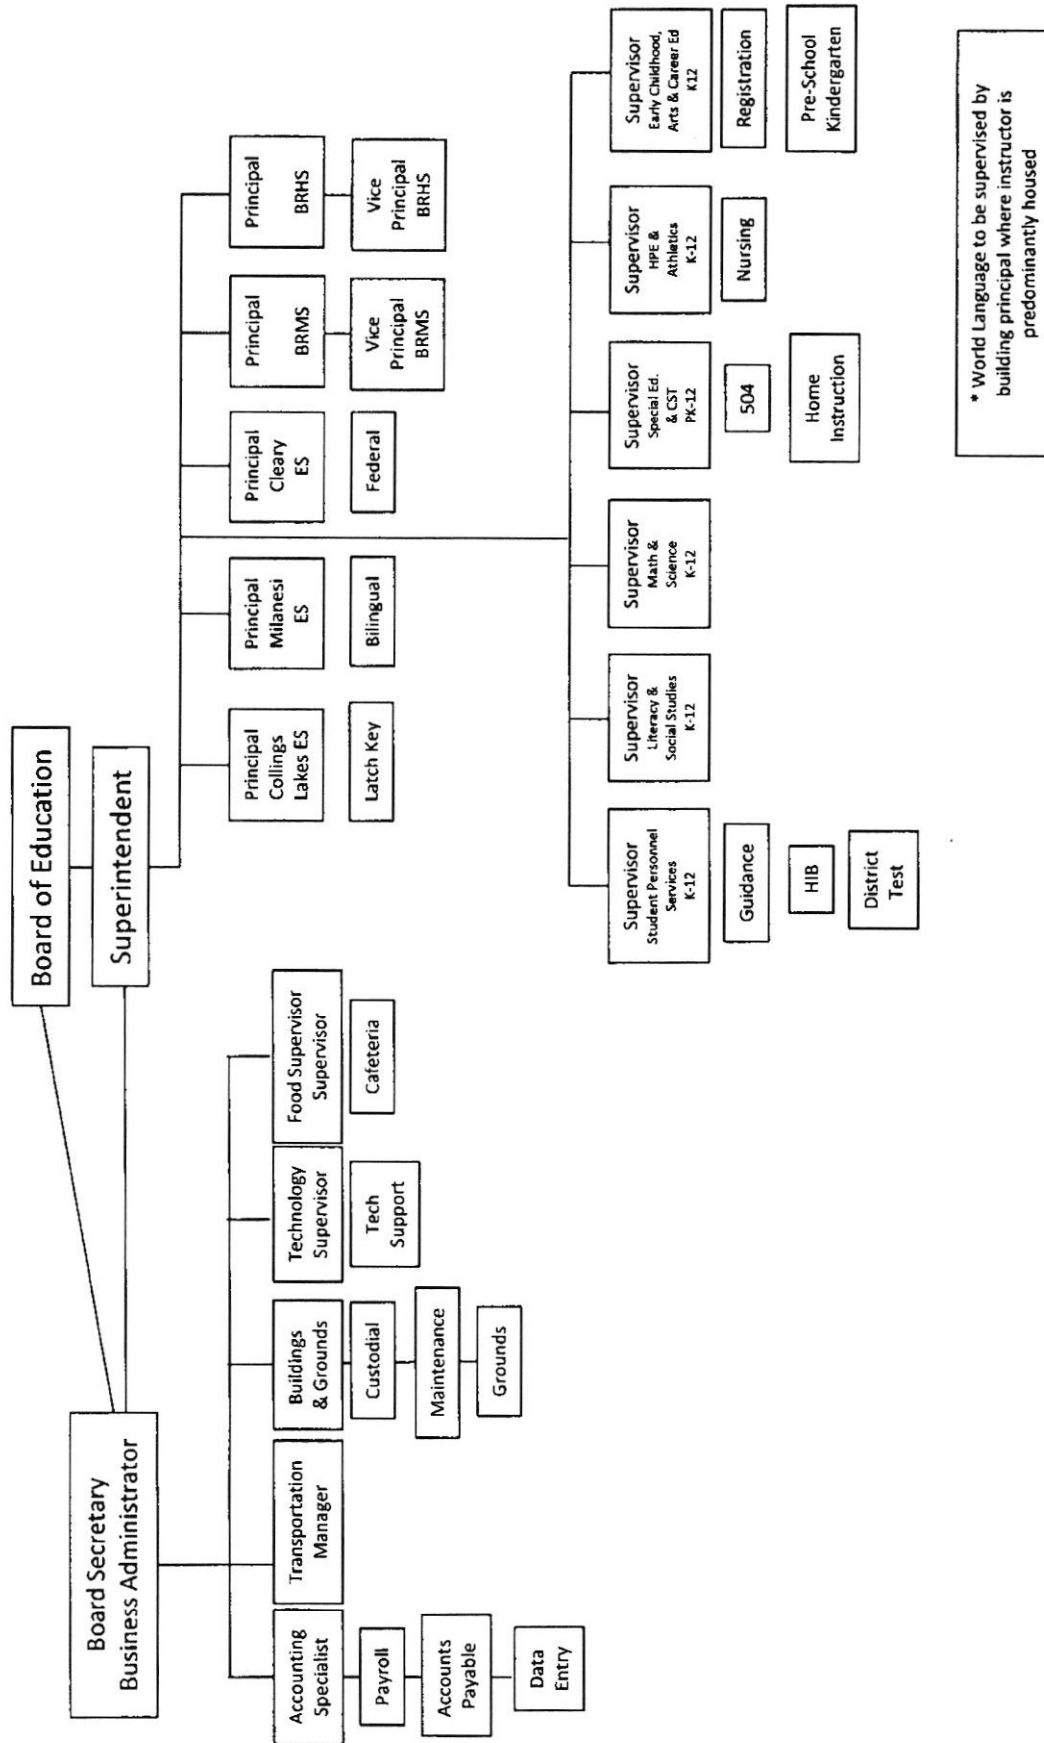 Board of Education
Superintendent
Board Secretary
Business Administrator
Accounting
Specialist
Payroll
Accounts
Payable
Data
Entry
Transportation
Manager
Buildings
& Grounds
Custodial
Maintenance
Grounds
Technology
Supervisor
Tech
Support
Food Supervisor
Supervisor
Cafeteria
Principal
Collings
Lakes ES
Latch Key
Principal
Milanesi
ES
Bilingual
Principal
Cleary
ES
Federal
Principal
BRMS
Vice
Principal
BRMS
Principal
BRHS
Vice
Principal
BRHS
Supervisor
Student Personnel
Services
K-12
Guidance
HIB
District
Test
Supervisor
Literacy &
Social Studies
K-12
Supervisor
Math &
Science
K-12
Supervisor
Special Ed.
& CST
PK-12
504
Home
Instruction
Supervisor
HPE &
Athletics
K-12
Nursing
Supervisor
Early Childhood,
Arts & Career Ed
K12
Registration
Pre-School
Kindergarten
* World Language to be supervised by
building principal where instructor is
predominantly housed